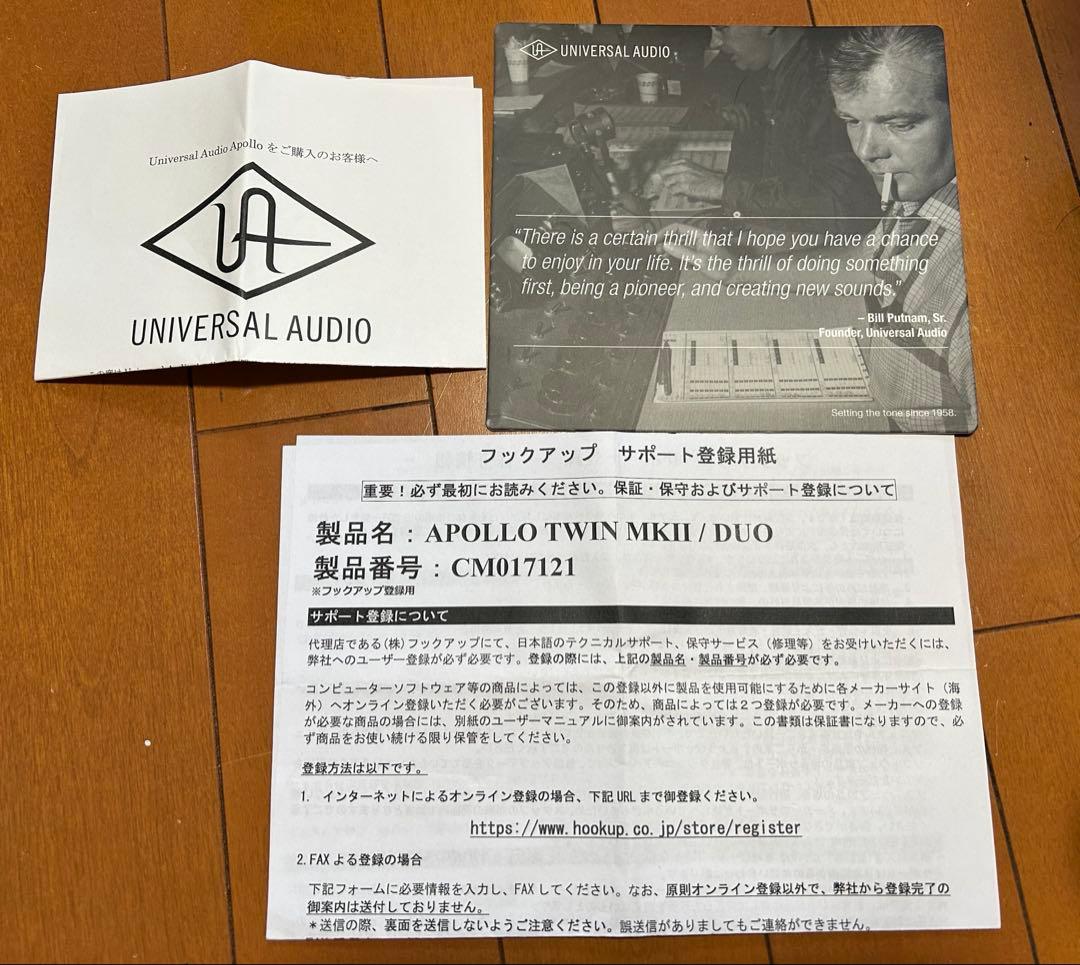 Universal Audio Apollo をご購入のお客様へ
UA
UNIVERSAL AUDIO
UA UNIVERSAL AUDIO
“There is a certain thrill that I hope you have a chance
to enjoy in your life. It's the thrill of doing something
first, being a pioneer, and creating new sounds.”
– Bill Putnam, Sr.
Founder, Universal Audio
Setting the tone since 1958.
フックアップ サポート登録用紙
重要！必ず最初にお読みください。保証・保守およびサポート登録について
製品名：APOLLO TWIN MKII / DUO
製品番号：CM017121
※フックアップ登録用
サポート登録について
代理店である(株)フックアップにて、日本語のテクニカルサポート、保守サービス（修理等）をお受けいただくには、
弊社へのユーザー登録が必ず必要です。登録の際には、上記の製品名・製品番号が必ず必要です。
コンピューターソフトウェア等の商品によっては、この登録以外に製品を使用可能にするために各メーカーサイト（海
外）へオンライン登録いただく必要がございます。そのため、商品によっては２つ登録が必要です。メーカーへの登録
が必要な商品の場合には、別紙のユーザーマニュアルに御案内がされています。この書類は保証書になりますので、必
ず商品をお使い続ける限り保管をしてください。
登録方法は以下です。
1. インターネットによるオンライン登録の場合、下記 URL まで御登録ください。
https://www.hookup.co.jp/store/register
2. FAX よる登録の場合
下記フォームに必要情報を入力し、FAX してください。なお、原則オンライン登録以外で、弊社から登録完了の
御案内は送付しておりません。
＊送信の際、裏面を送信しないようご注意ください。誤送信がありましてもご連絡ができません。